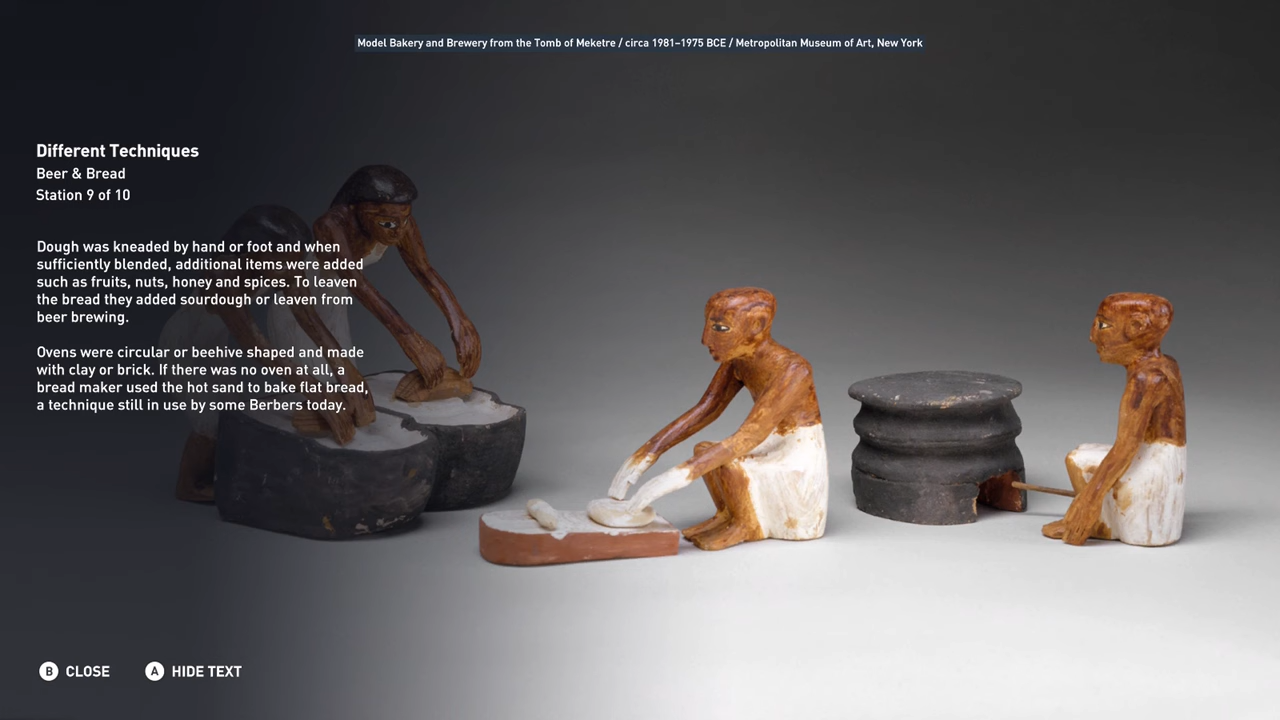 Model Bakery and Brewery from the Tomb of Meketre / circa 1981–1975 BCE / Metropolitan Museum of Art, New York
Different Techniques
Beer & Bread
Station 9 of 10
Dough was kneaded by hand or foot and when
sufficiently blended, additional items were added
such as fruits, nuts, honey and spices. To leaven
the bread they added sourdough or leaven from
beer brewing.
Ovens were circular or beehive shaped and made
with clay or brick. If there was no oven at all, a
bread maker used the hot sand to bake flat bread,
a technique still in use by some Berbers today.
B CLOSE A HIDE TEXT